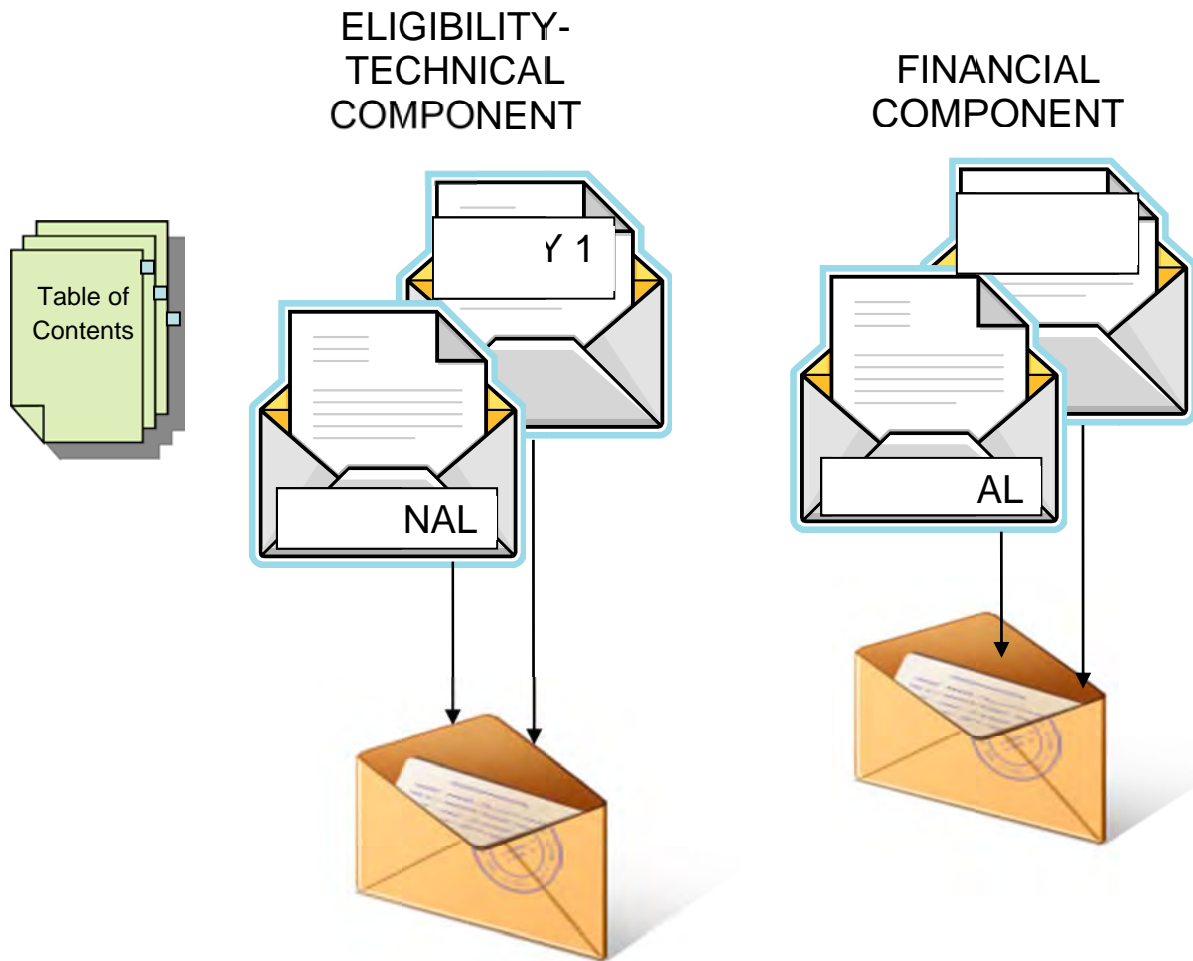 ELIGIBILITY-
TECHNICAL
COMPONENT
FINANCIAL
COMPONENT
Table of
Contents
Y 1
NAL
AL